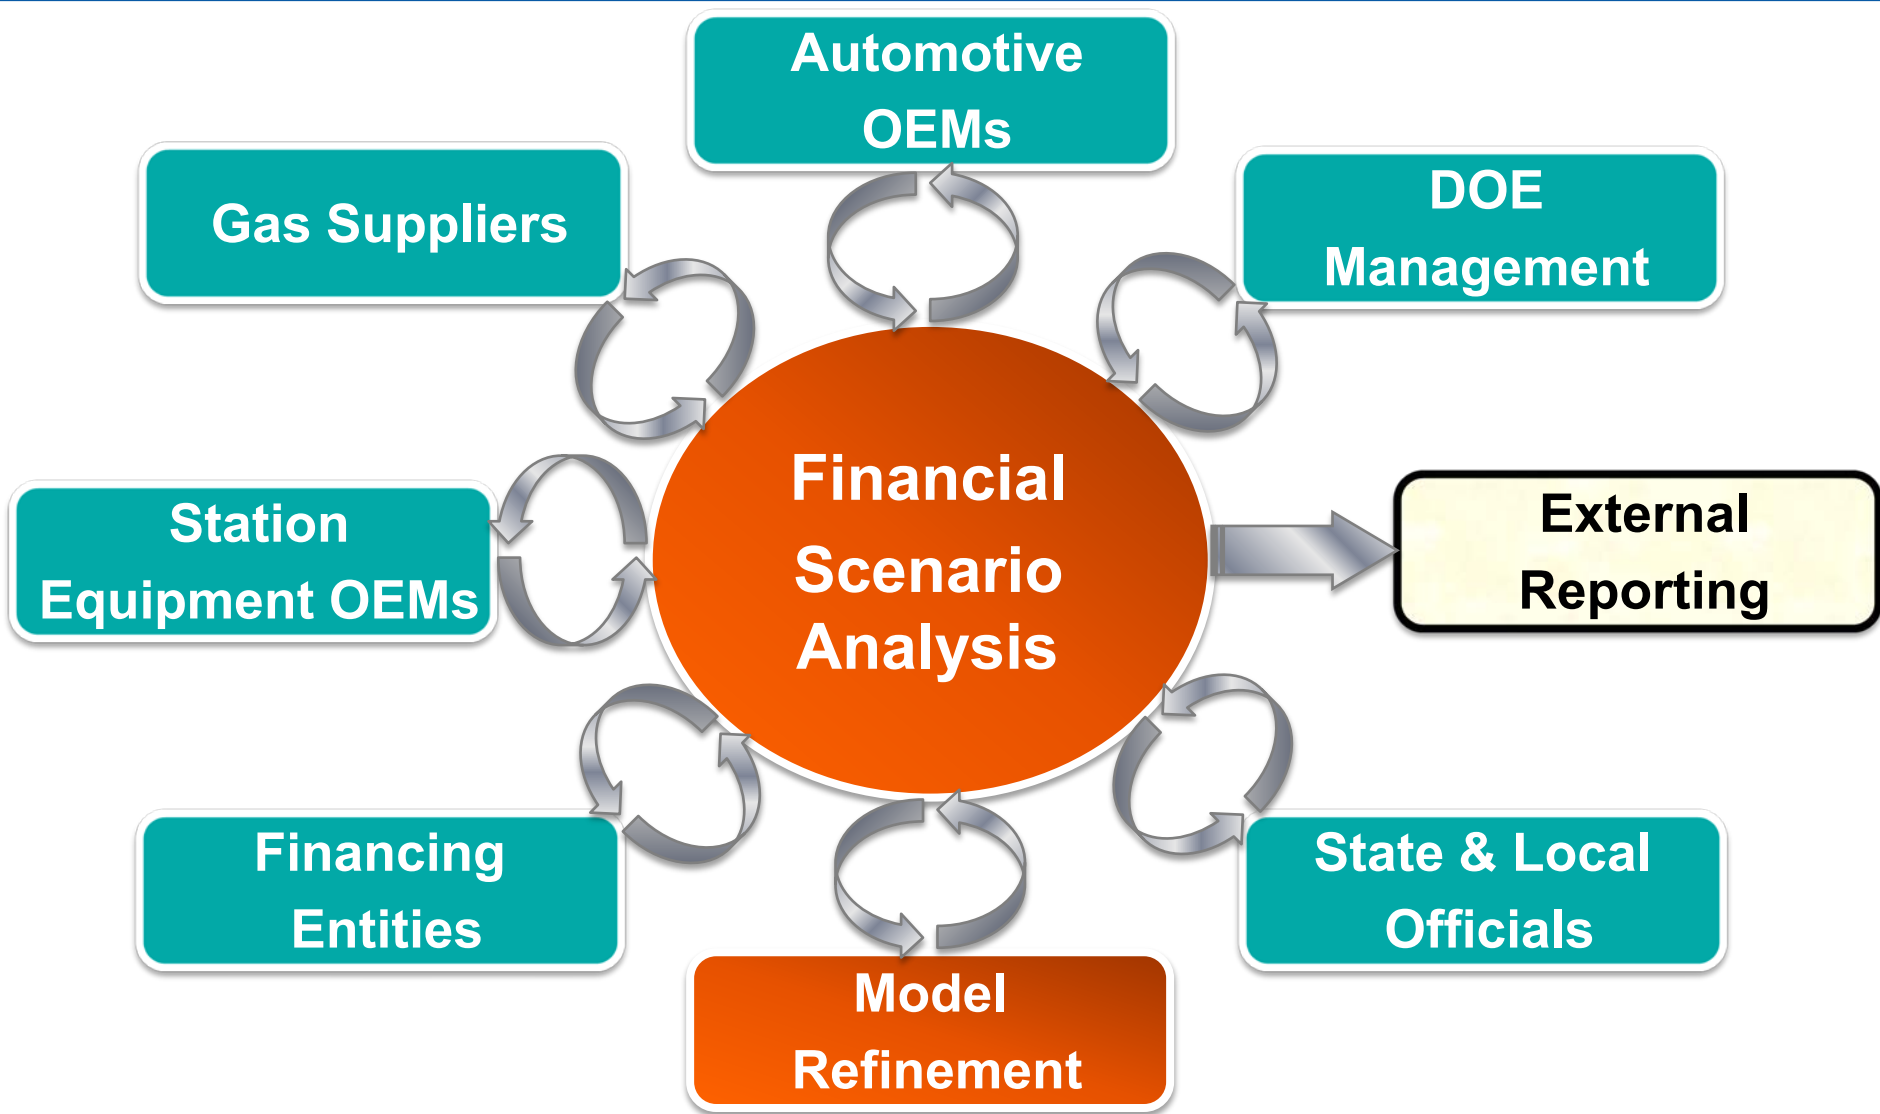 Automotive
OEMs
Gas Suppliers
DOE
Management
Financial
Scenario
Analysis
Station
Equipment OEMs
External
Reporting
Financing
Entities
State & Local
Officials
Model
Refinement